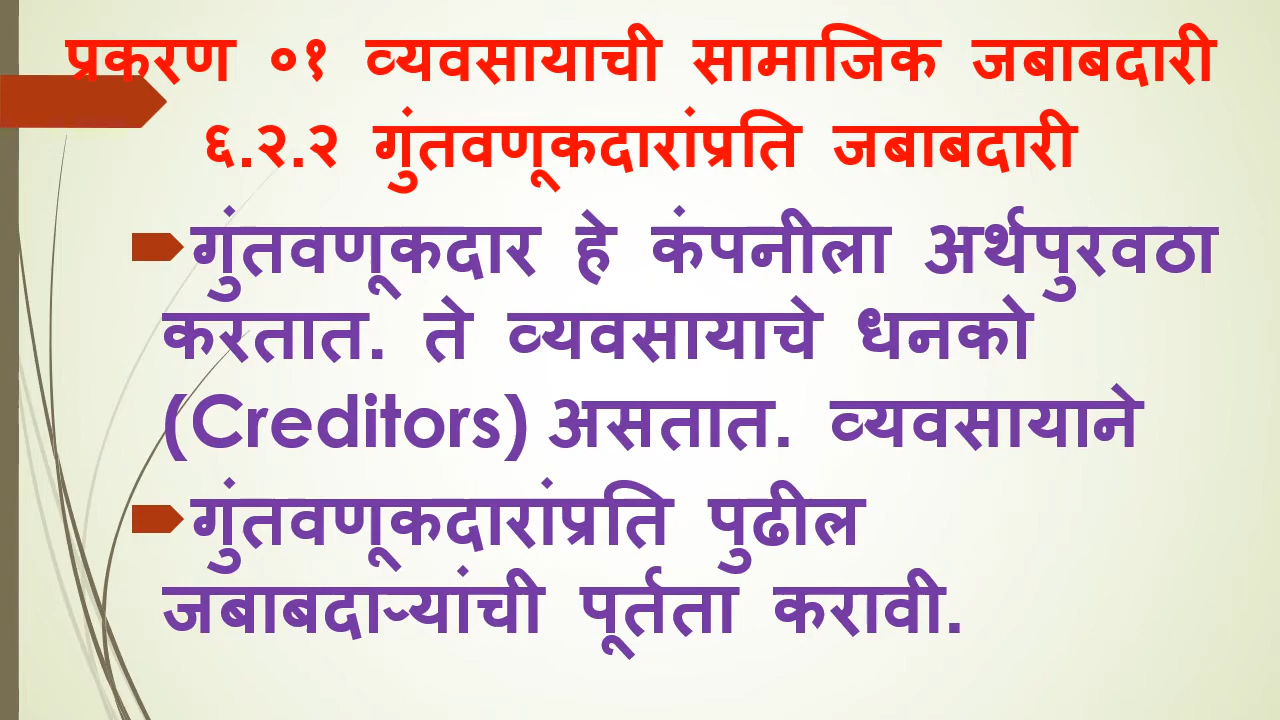 प्रकरण ०१ व्यवसायाची सामाजिक जबाबदारी
६.२.२ गुंतवणूकदारांप्रति जबाबदारी
गुंतवणूकदार हे कंपनीला अर्थपुरवठा
करतात. ते व्यवसायाचे धनको
(Creditors) असतात. व्यवसायाने
गुंतवणूकदारांप्रति पुढील
जबाबदाऱ्यांची पूर्तता करावी.